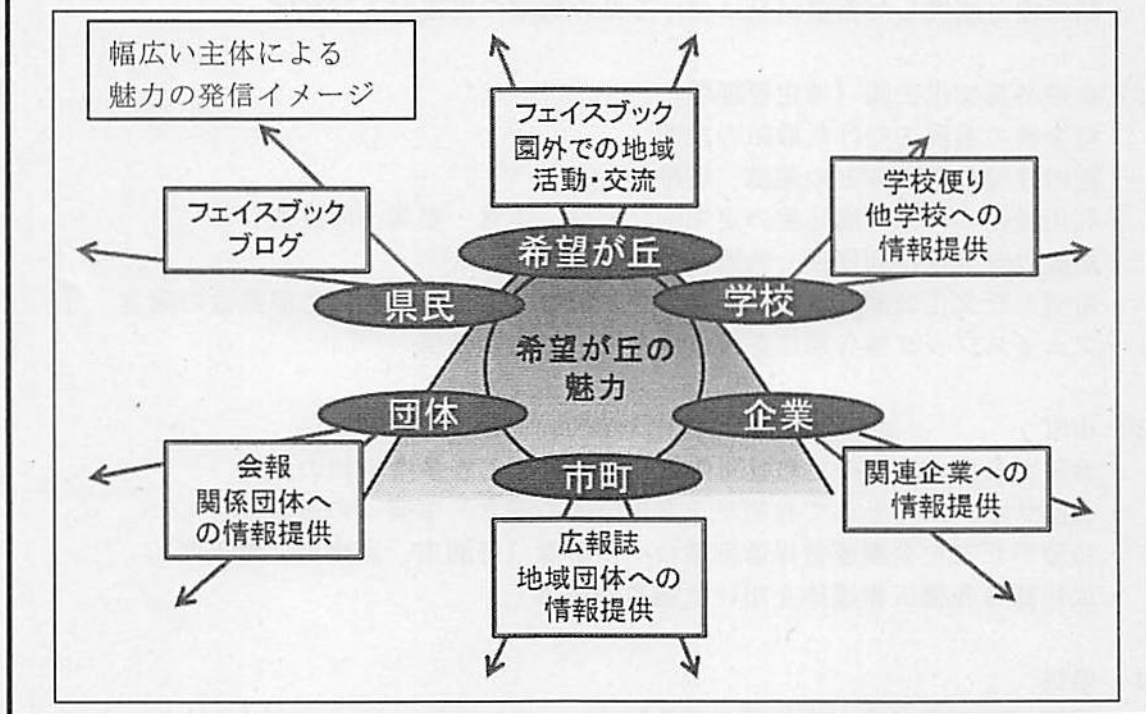 幅広い主体による
魅力の発信イメージ
フェイスブック
園外での地域
活動・交流
学校便り
他学校への
情報提供
フェイスブック
ブログ
希望が丘
県民
学校
希望が丘の
魅力
団体
企業
市町
会報
関係団体へ
の情報提供
広報誌
地域団体への
情報提供
関連企業への
情報提供